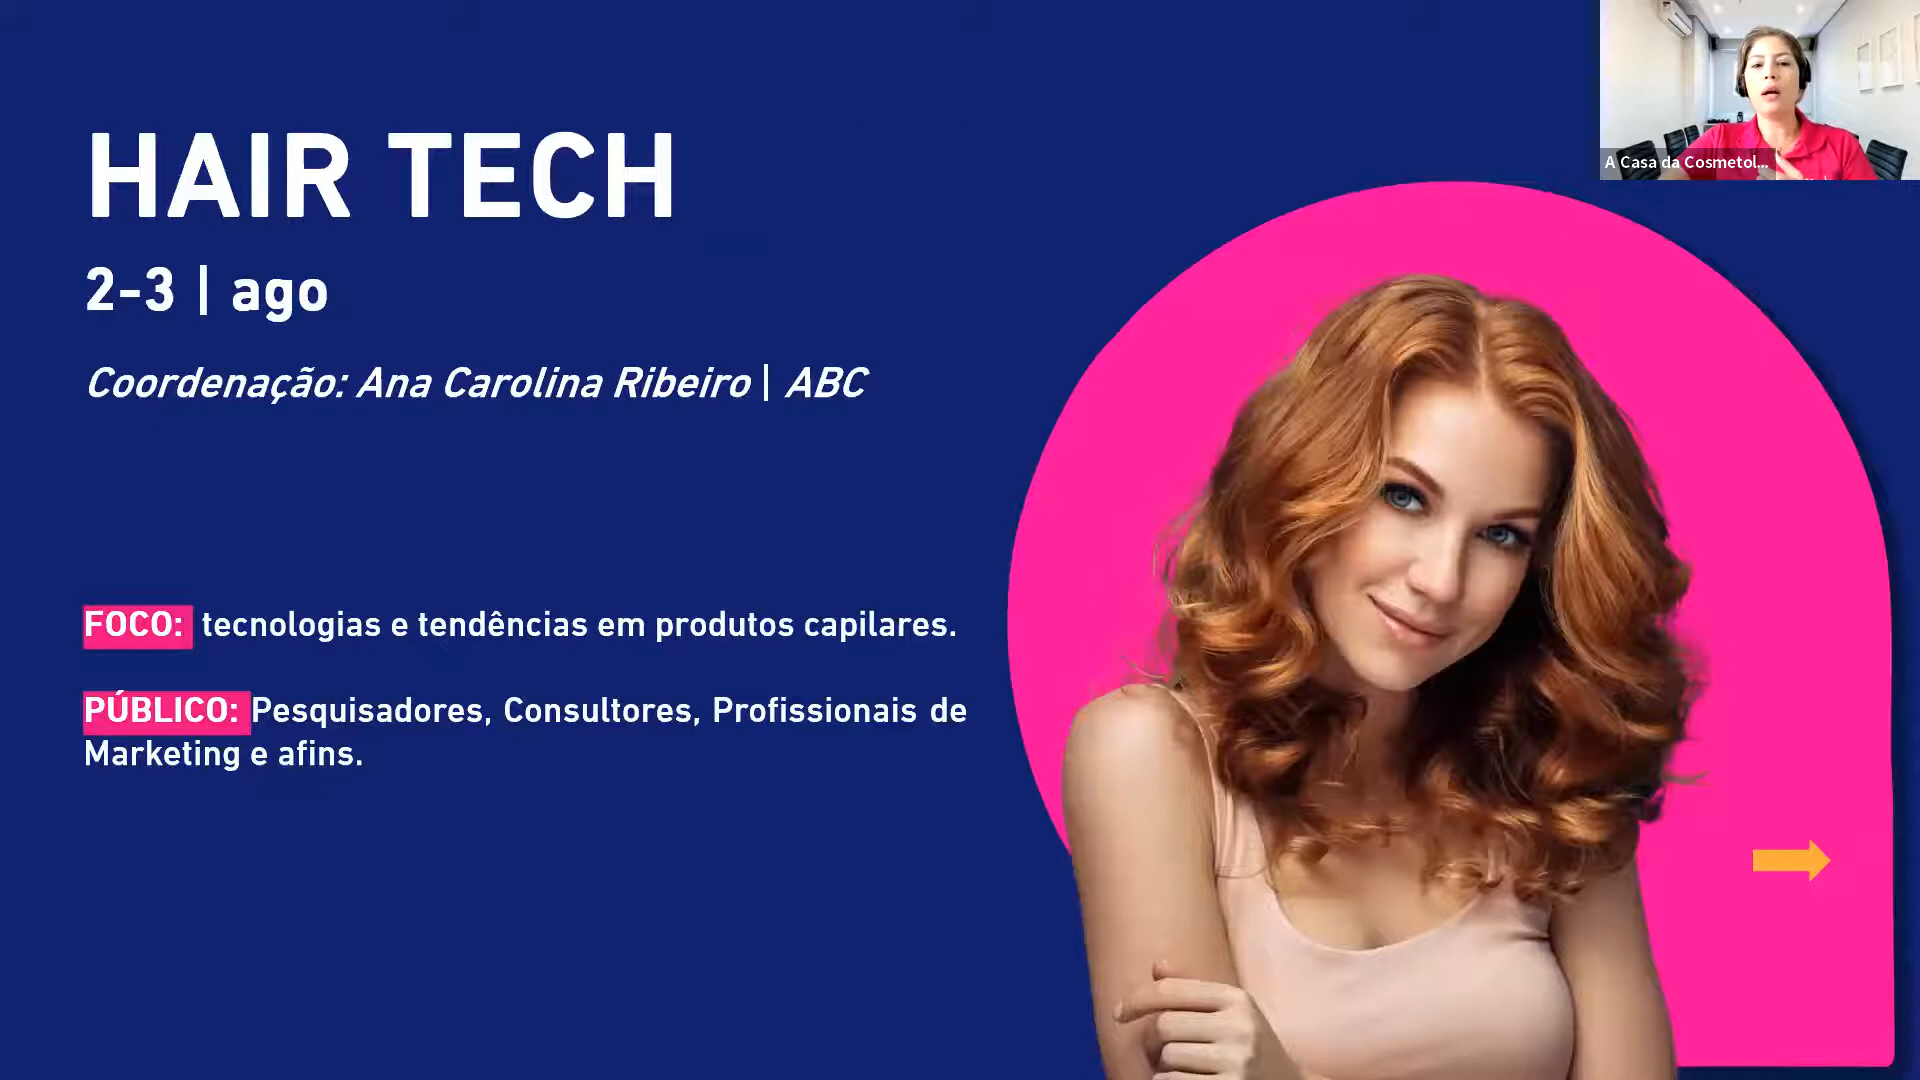 HAIR TECH
2-3 | ago
Coordenação: Ana Carolina Ribeiro | ABC
FOCO: tecnologias e tendências em produtos capilares.
PÚBLICO: Pesquisadores, Consultores, Profissionais de
Marketing e afins.
A Casa da Cosmetol...